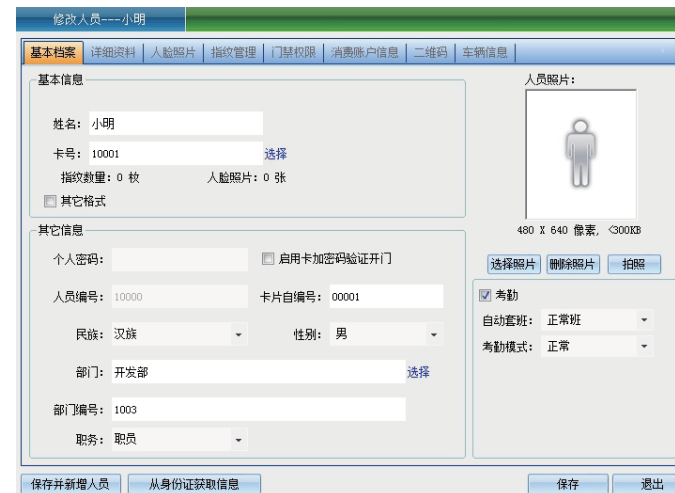 修改人员---小明
基本档案 详细资料 人脸照片 指纹管理 门禁权限 消费账户信息 二维码 车辆信息
基本信息
人员照片：
姓名： 小明
卡号： 10001 选择
指纹数量：0 枚 人脸照片：0 张
其它格式
480 X 640 像素, <300KB
其它信息
个人密码： 启用卡加密码验证开门
选择照片 删除照片 拍照
人员编号： 10000 卡片自编号： 00001
考勤
自动套班： 正常班
民族： 汉族 性别： 男
考勤模式： 正常
部门： 开发部 选择
部门编号： 1003
职务： 职员
保存并新增人员 从身份证获取信息 保存 退出